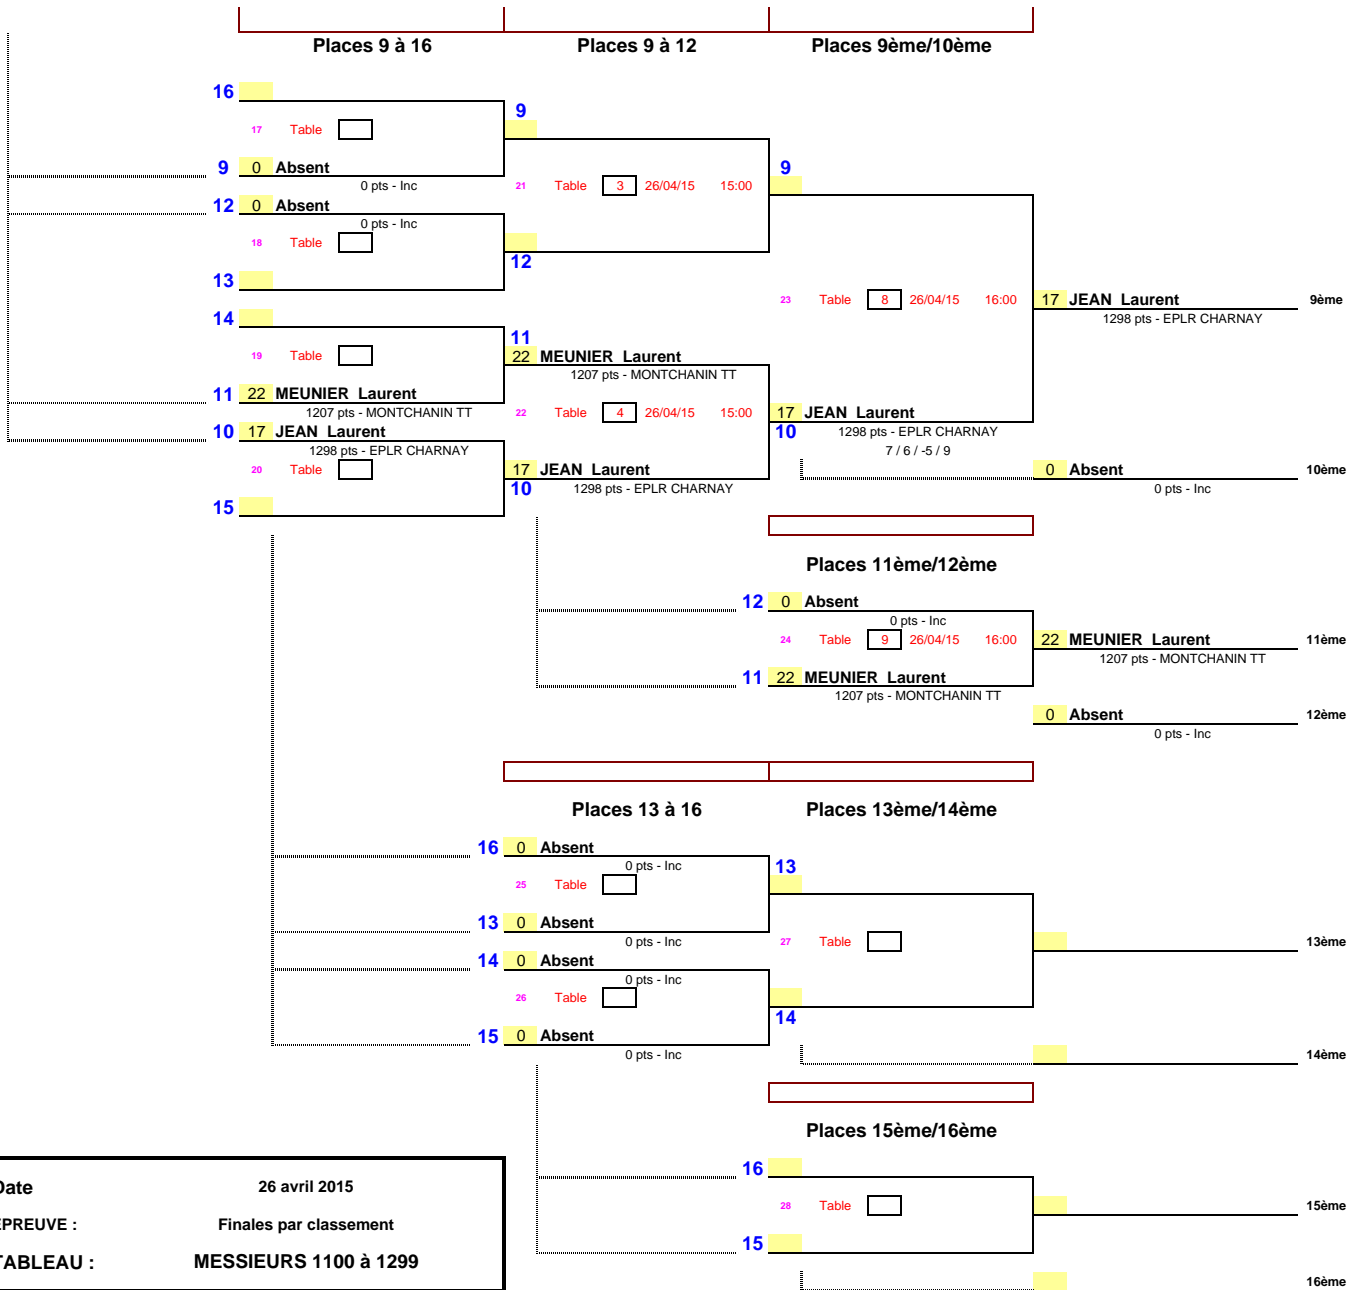 Places 9 à 16 Places 9 à 12 Places 9ème/10ème
16
9
17 Table
9 0 Absent 9
0 pts - Inc
21 Table 3 26/04/15 15:00
12 0 Absent
0 pts - Inc
18 Table
12
13
23 Table 8 26/04/15 16:00 17 JEAN Laurent 9ème
1298 pts - EPLR CHARNAY
14
11
19 Table 22 MEUNIER Laurent
1207 pts - MONTCHANIN TT
11 22 MEUNIER Laurent
1207 pts - MONTCHANIN TT
22 Table 4 26/04/15 15:00 17 JEAN Laurent
10 17 JEAN Laurent 10 1298 pts - EPLR CHARNAY
1298 pts - EPLR CHARNAY 7 / 6 / -5 / 9
20 Table 17 JEAN Laurent 0 Absent 10ème
10 1298 pts - EPLR CHARNAY 0 pts - Inc
15
Places 11ème/12ème
12 0 Absent
0 pts - Inc
24 Table 9 26/04/15 16:00 22 MEUNIER Laurent 11ème
1207 pts - MONTCHANIN TT
11 22 MEUNIER Laurent
1207 pts - MONTCHANIN TT
0 Absent 12ème
0 pts - Inc
Places 13 à 16 Places 13ème/14ème
16 0 Absent
0 pts - Inc 13
25 Table
13 0 Absent
0 pts - Inc 27 Table 13ème
14 0 Absent
0 pts - Inc
26 Table
14
15 0 Absent
0 pts - Inc 14ème
Places 15ème/16ème
16
28 Table 15ème
15
16ème
Date 26 avril 2015
EPREUVE : Finales par classement
TABLEAU : MESSIEURS 1100 à 1299